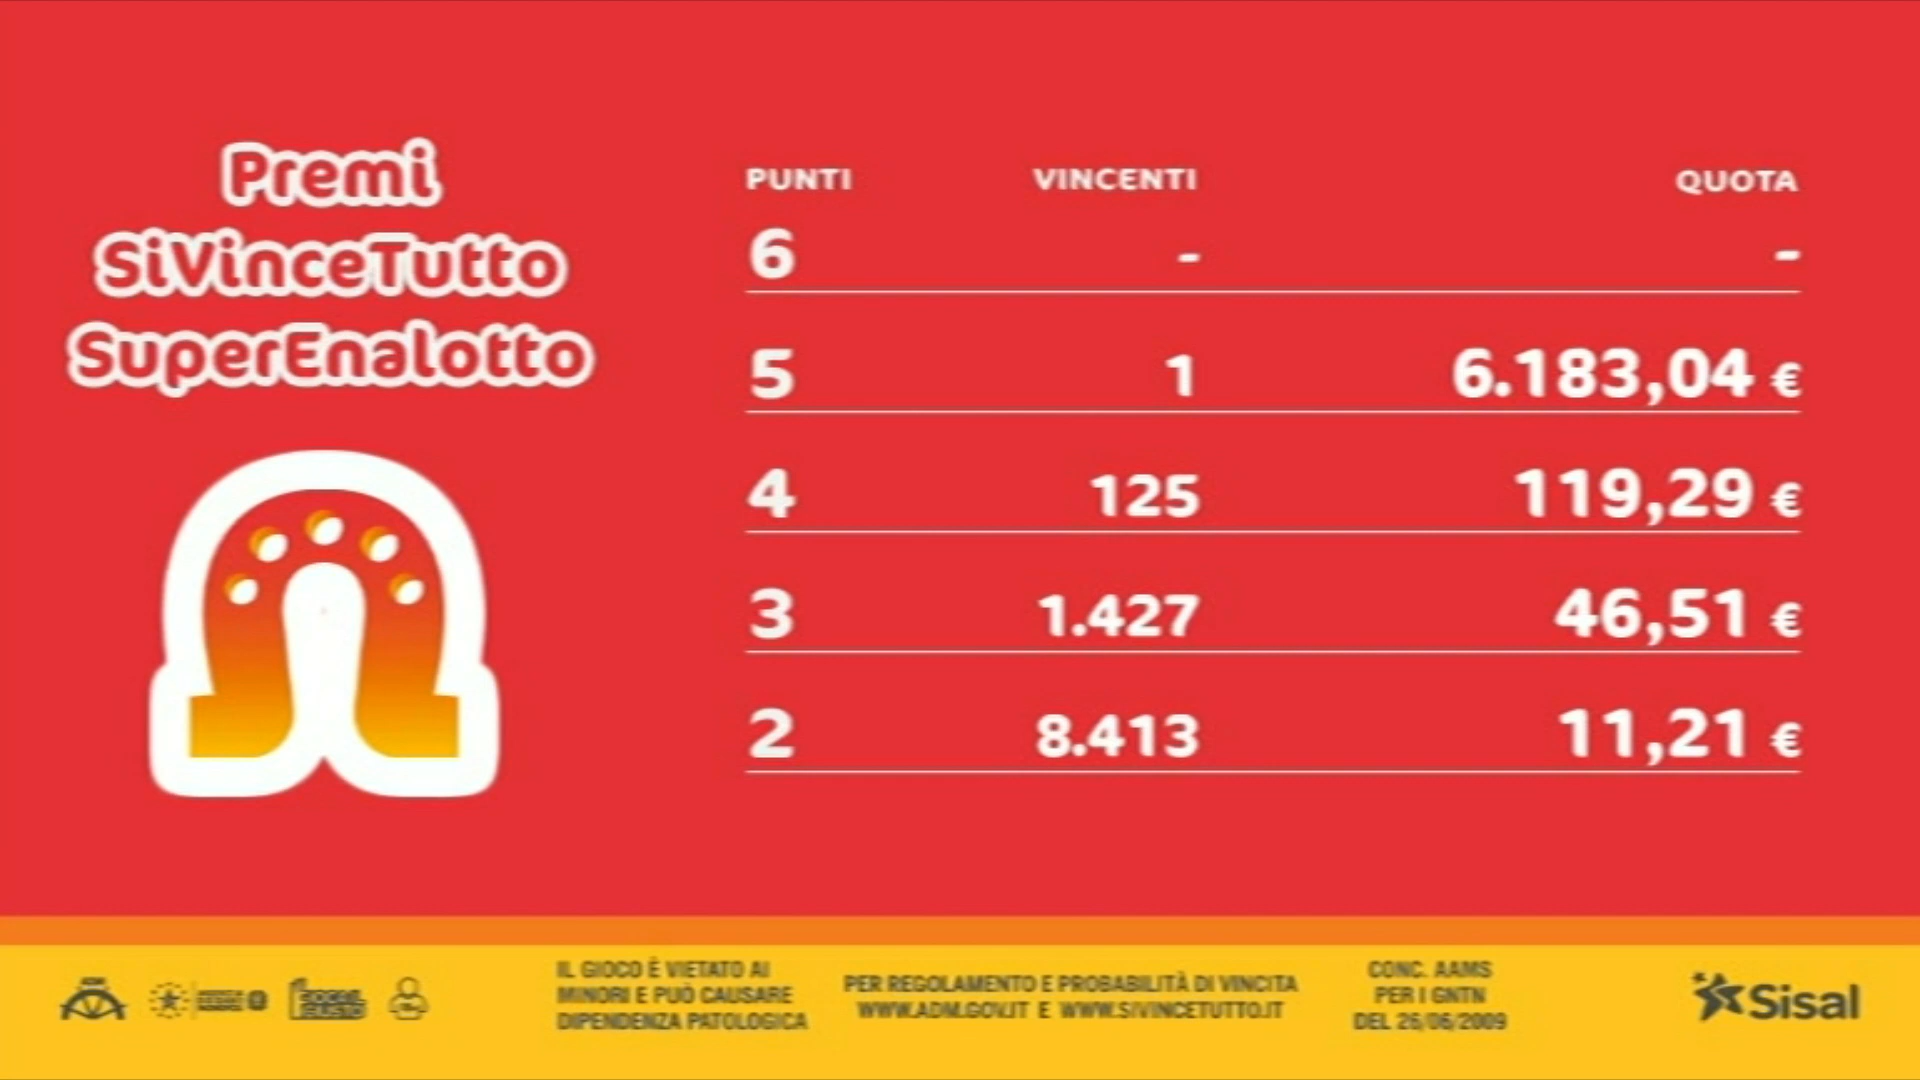 Premi
SiVinceTutto
SuperEnalotto
PUNTI VINCENTI QUOTA
6 - -
5 1 6.183,04 €
4 125 119,29 €
3 1.427 46,51 €
2 8.413 11,21 €
IL GIOCO È VIETATO AI
MINORI E PUÒ CAUSARE
DIPENDENZA PATOLOGICA
PER REGOLAMENTO E PROBABILITÀ DI VINCITA
WWW.ADM.GOV.IT E WWW.SIVINCETUTTO.IT
CONC. AAMS
PER I GNTN
DEL 26/06/2009
Sisal